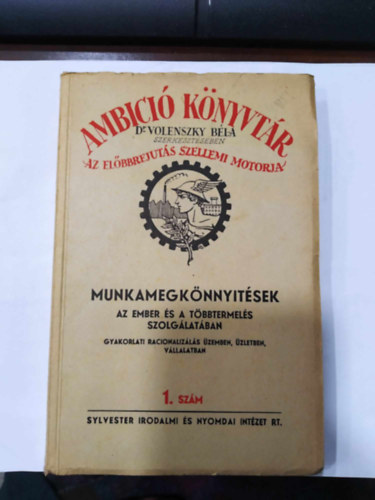 AMBICIÓ KÖNYVTÁR
Dr VOLENSZKY BÉLA
SZERKESZTÉSÉBEN
"AZ ELŐBBREJUTÁS SZELLEMI MOTORJA"
MUNKAMEGKÖNNYITÉSEK
AZ EMBER ÉS A TÖBBTERMELÉS
SZOLGÁLATÁBAN
GYAKORLATI RACIONALIZÁLÁS ÜZEMBEN, ÜZLETBEN,
VÁLLALATBAN
1. SZÁM
SYLVESTER IRODALMI ÉS NYOMDAI INTÉZET RT.